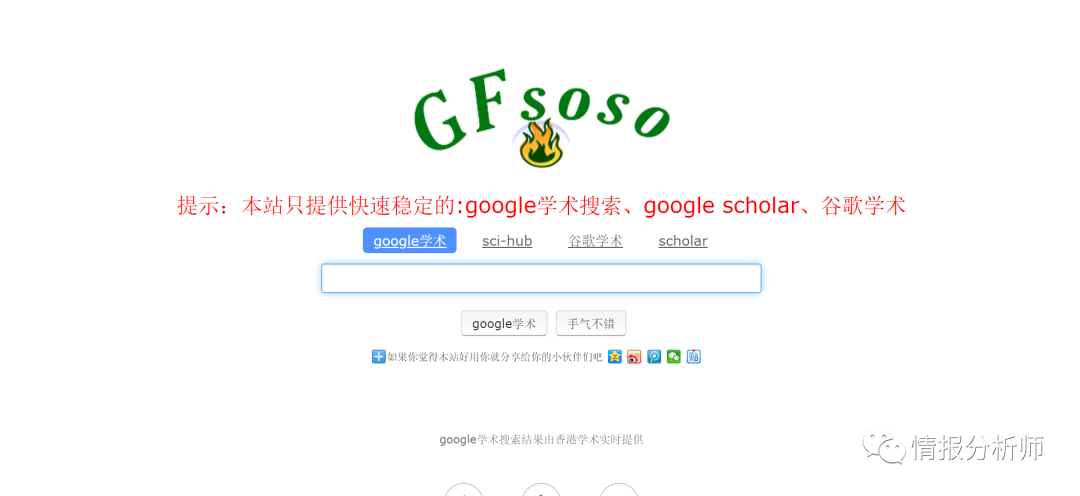 GFsoso
提示：本站只提供快速稳定的:google学术搜索、google scholar、谷歌学术
google学术 sci-hub 谷歌学术 scholar
google学术 手气不错
如果你觉得本站好用你就分享给你的小伙伴们吧 贴
google学术搜索结果由香港学术实时提供
情报分析师